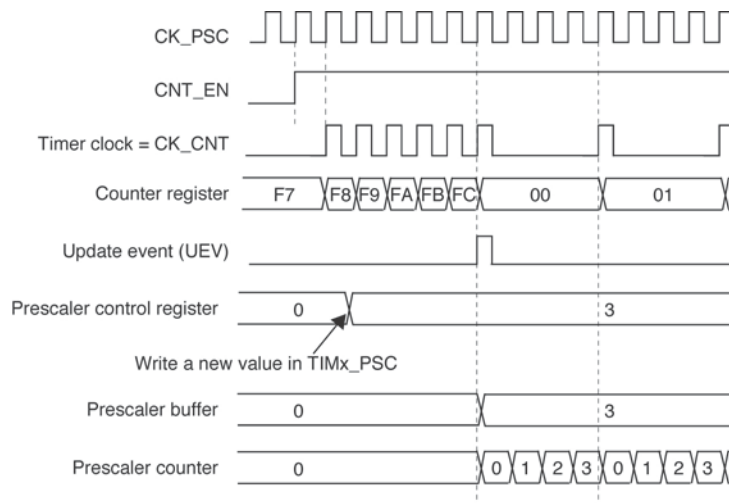 CK_PSC
CNT_EN
Timer clock = CK_CNT
Counter register F7 F8 F9 FA FB FC 00 01
Update event (UEV)
Prescaler control register 0 3
Write a new value in TIMx_PSC
Prescaler buffer 0 3
Prescaler counter 0 0 1 2 3 0 1 2 3